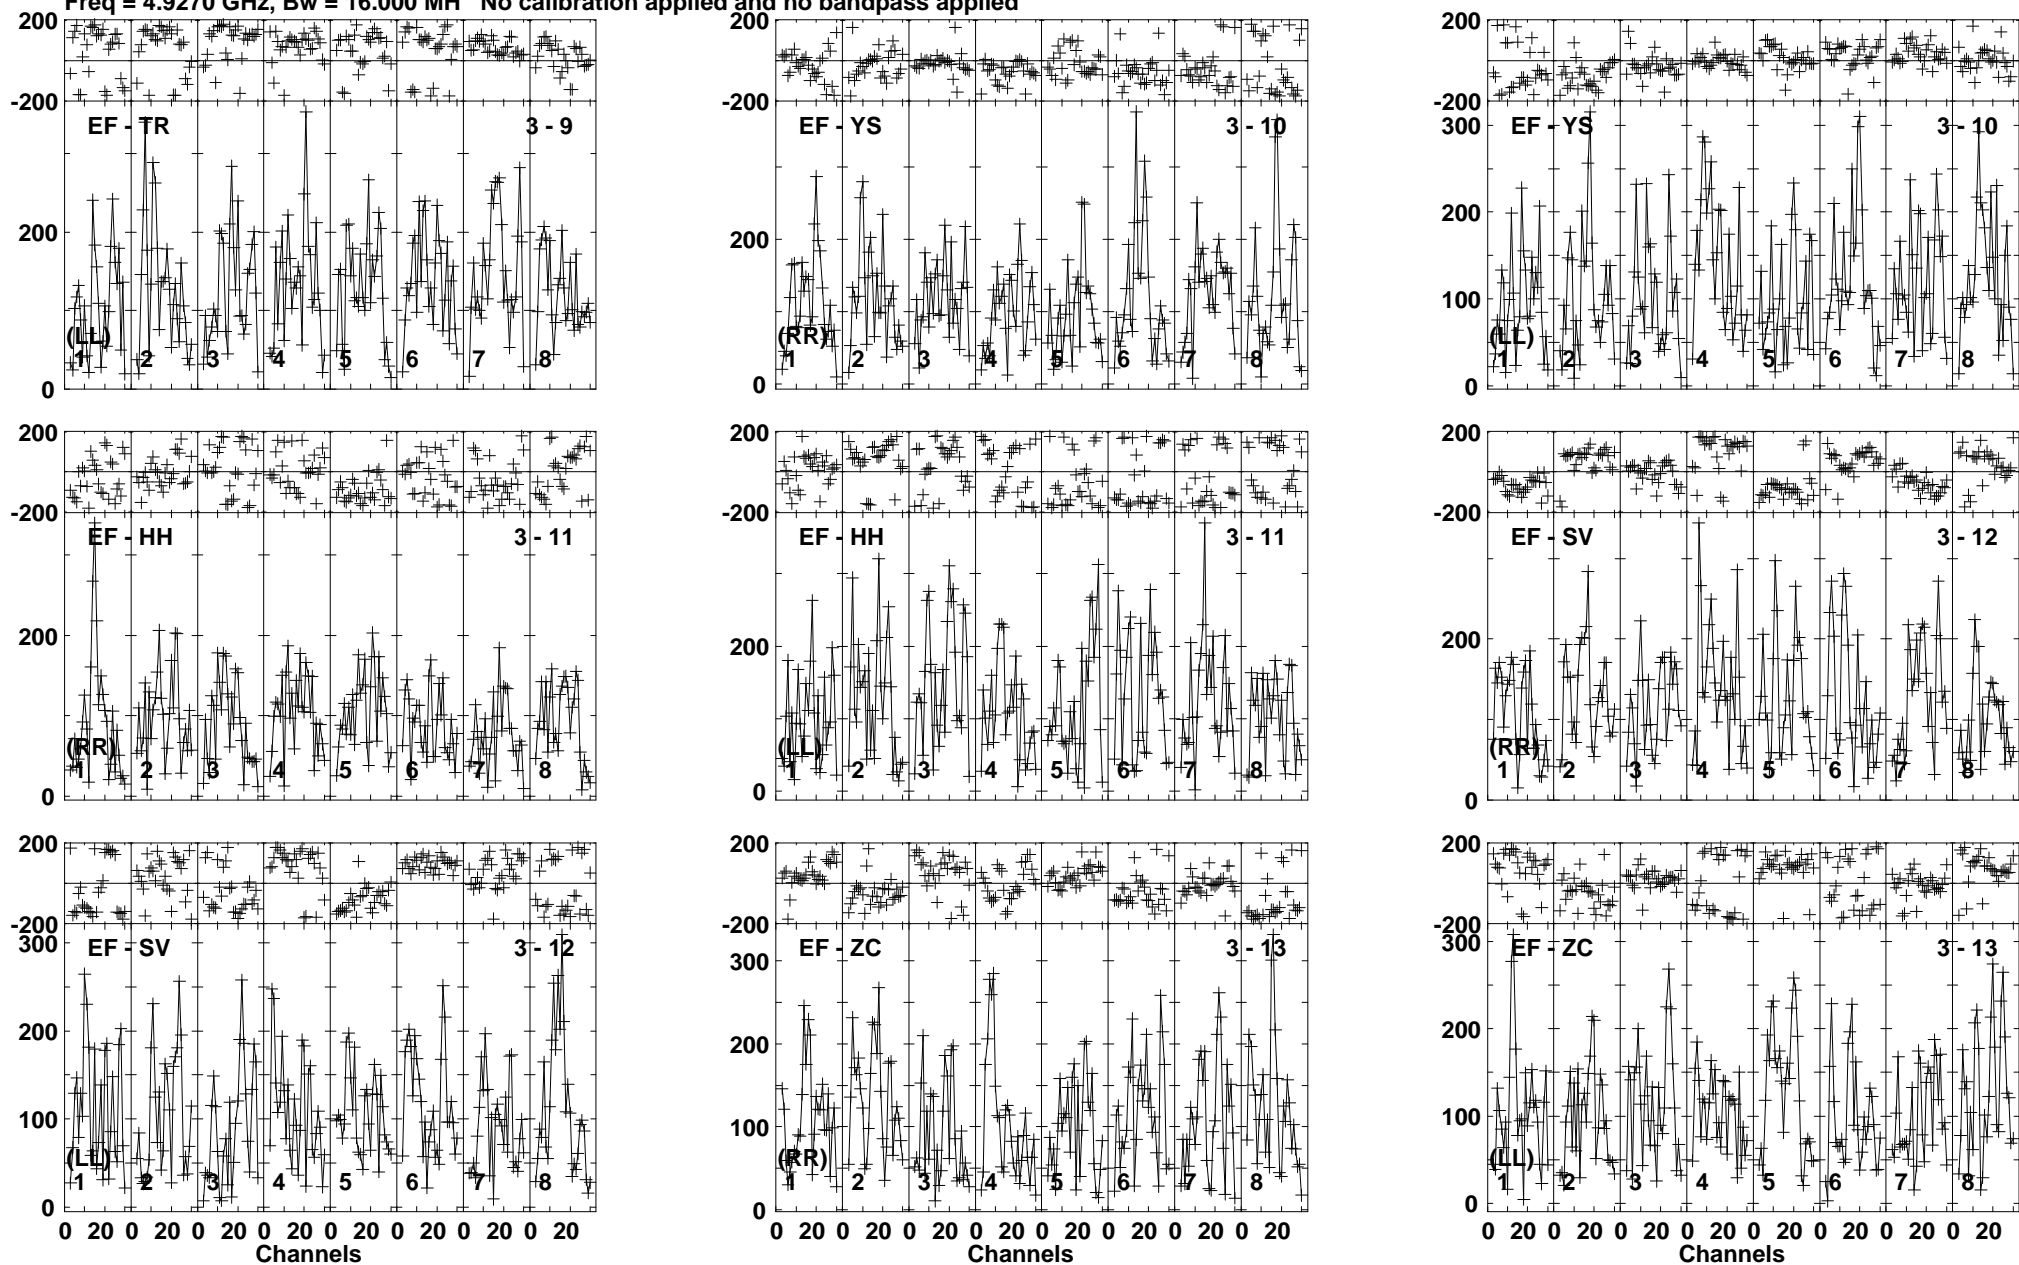 Freq = 4.9270 GHz, Bw = 16.000 MH No calibration applied and no bandpass applied
200 200 200
-200 -200 -200
EF - TR 3 - 9 EF - YS 3 - 10 EF - YS 3 - 10
300
200 200 200
100
(LL) (RR) (LL)
1 2 3 4 5 6 7 8 1 2 3 4 5 6 7 8 1 2 3 4 5 6 7 8
0 0 0
200 200 200
-200 -200 -200
EF - HH 3 - 11 EF - HH 3 - 11 EF - SV 3 - 12
200 200 200
(RR) (LL) (RR)
1 2 3 4 5 6 7 8 1 2 3 4 5 6 7 8 1 2 3 4 5 6 7 8
0 0 0
200 200 200
-200 -200 -200
EF - SV 3 - 12 EF - ZC 3 - 13 EF - ZC 3 - 13
300 300 300
200 200 200
100 100 100
(LL) (RR) (LL)
1 2 3 4 5 6 7 8 1 2 3 4 5 6 7 8 1 2 3 4 5 6 7 8
0 0 0
0 20 0 20 0 20 0 20 0 20 0 20 0 20 0 20 0 20 0 20 0 20 0 20 0 20 0 20 0 20 0 20 0 20 0 20 0 20 0 20 0 20 0 20 0 20 0 20
Channels Channels Channels